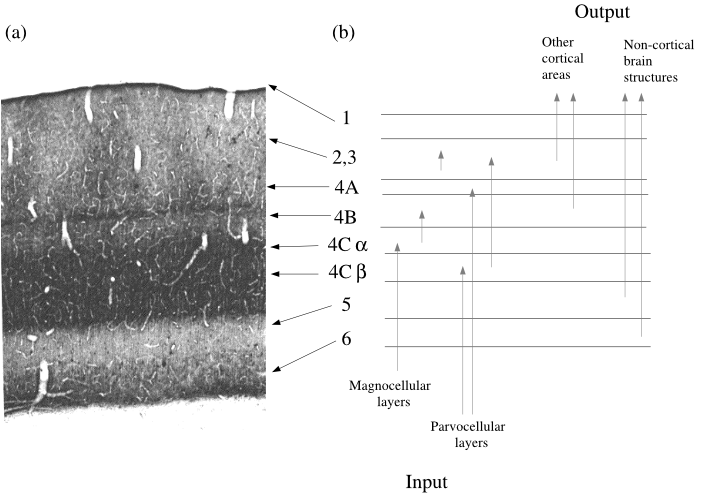 Output
(a)
(b)
Other
cortical
areas
Non-cortical
brain
structures
1
2,3
4A
4B
4C α
4C β
5
6
Magnocellular
layers
Parvocellular
layers
Input